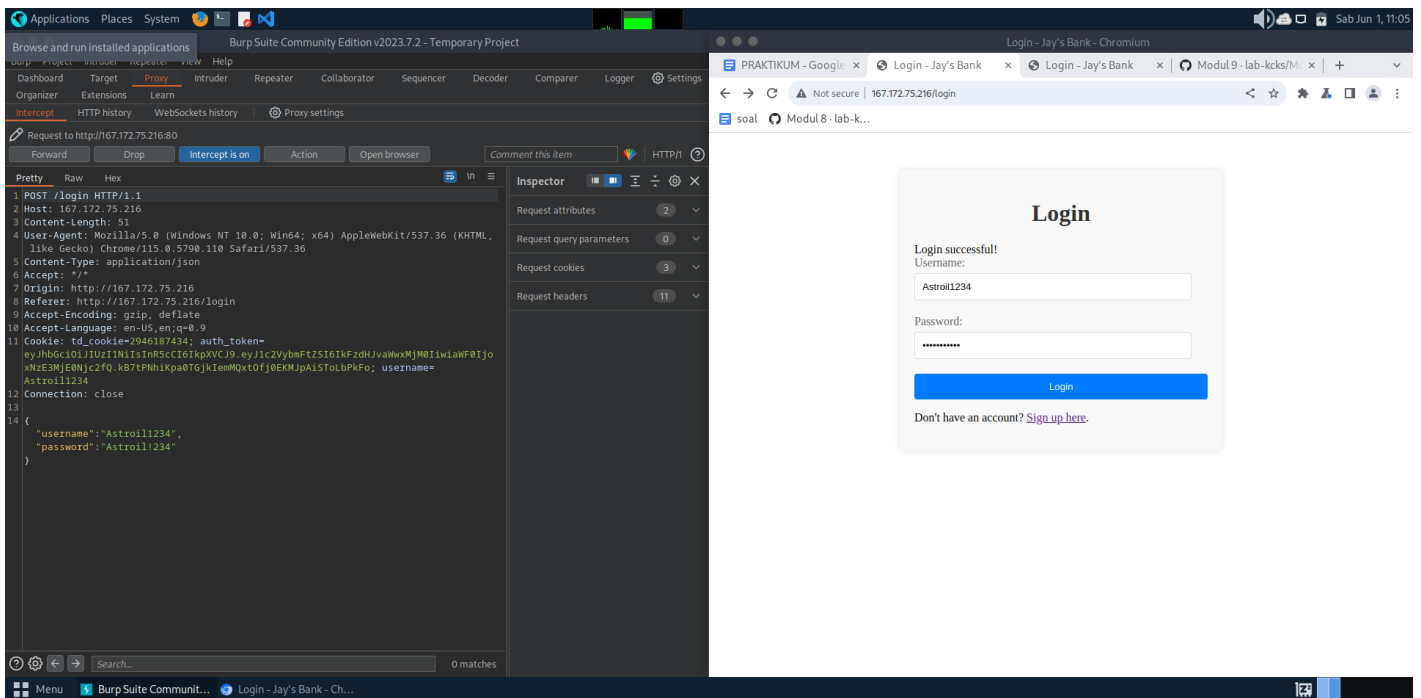 Applications Places System
Sab Jun 1, 11:05
Browse and run installed applications
Burp Suite Community Edition v2023.7.2 - Temporary Project
Burp Project Intruder Repeater View Help
Dashboard Target Proxy Intruder Repeater Collaborator Sequencer Decoder Comparer Logger Settings
Organizer Extensions Learn
Intercept HTTP history WebSockets history Proxy settings
Request to http://167.172.75.216:80
Forward Drop Intercept is on Action Open browser Comment this item HTTP/1
Pretty Raw Hex \n
1 POST /login HTTP/1.1
2 Host: 167.172.75.216
3 Content-Length: 51
4 User-Agent: Mozilla/5.0 (Windows NT 10.0; Win64; x64) AppleWebKit/537.36 (KHTML,
like Gecko) Chrome/115.0.5790.110 Safari/537.36
5 Content-Type: application/json
6 Accept: */*
7 Origin: http://167.172.75.216
8 Referer: http://167.172.75.216/login
9 Accept-Encoding: gzip, deflate
10 Accept-Language: en-US,en;q=0.9
11 Cookie: td_cookie=2946187434; auth_token=
eyJhbGciOiJIUzI1NiIsInR5cCI6IkpXVCJ9.eyJ1c2VybmFtZSI6IkFzdHJvaWwxMjM0IiwiaWF0Ijo
xNzE3MjE0Njc2fQ.kB7tPNhiKpa0TGjkIemMQxtOfj0EKMJpAiSToLbPkFo; username=
Astroil1234
12 Connection: close
13
14 {
"username":"Astroil1234",
"password":"Astroil!234"
}
Inspector
Request attributes 2
Request query parameters 0
Request cookies 3
Request headers 11
Search...
0 matches
Login - Jay's Bank - Chromium
PRAKTIKUM - Google
Login - Jay's Bank
Login - Jay's Bank
Modul 9 · lab-kcks/Mo
Not secure 167.172.75.216/login
soal Modul 8 · lab-k...
Login
Login successful!
Username:
Astroil1234
Password:
Login
Don't have an account? Sign up here.
Menu Burp Suite Communit... Login - Jay's Bank - Ch...